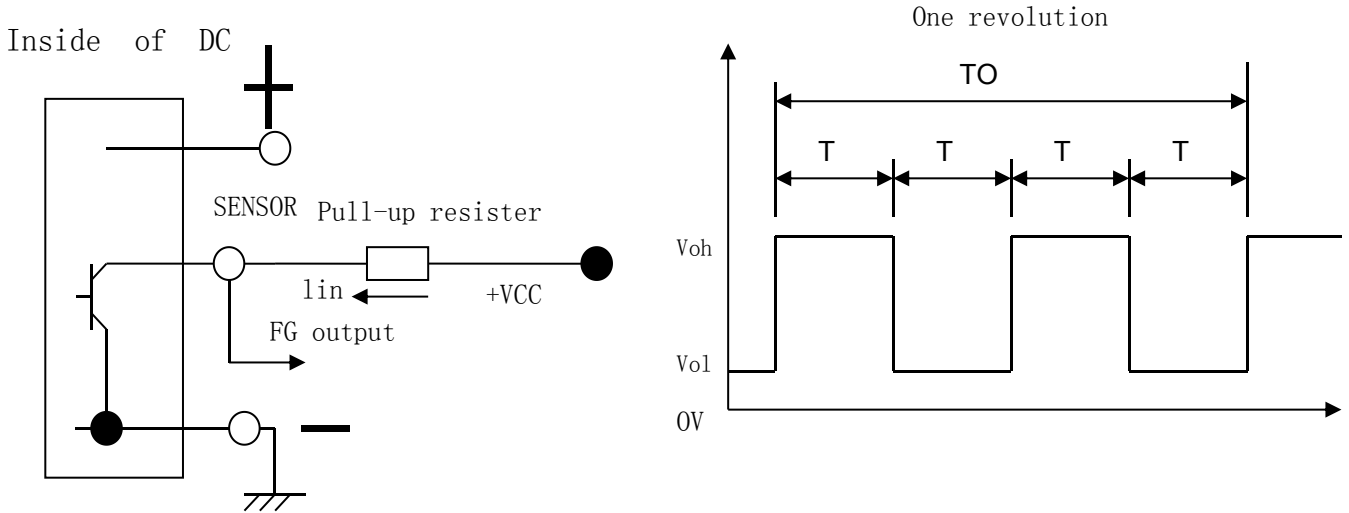 Inside of DC
+
SENSOR
Pull-up resister
lin
+VCC
FG output
—
One revolution
TO
T T T T
Voh
Vol
0V